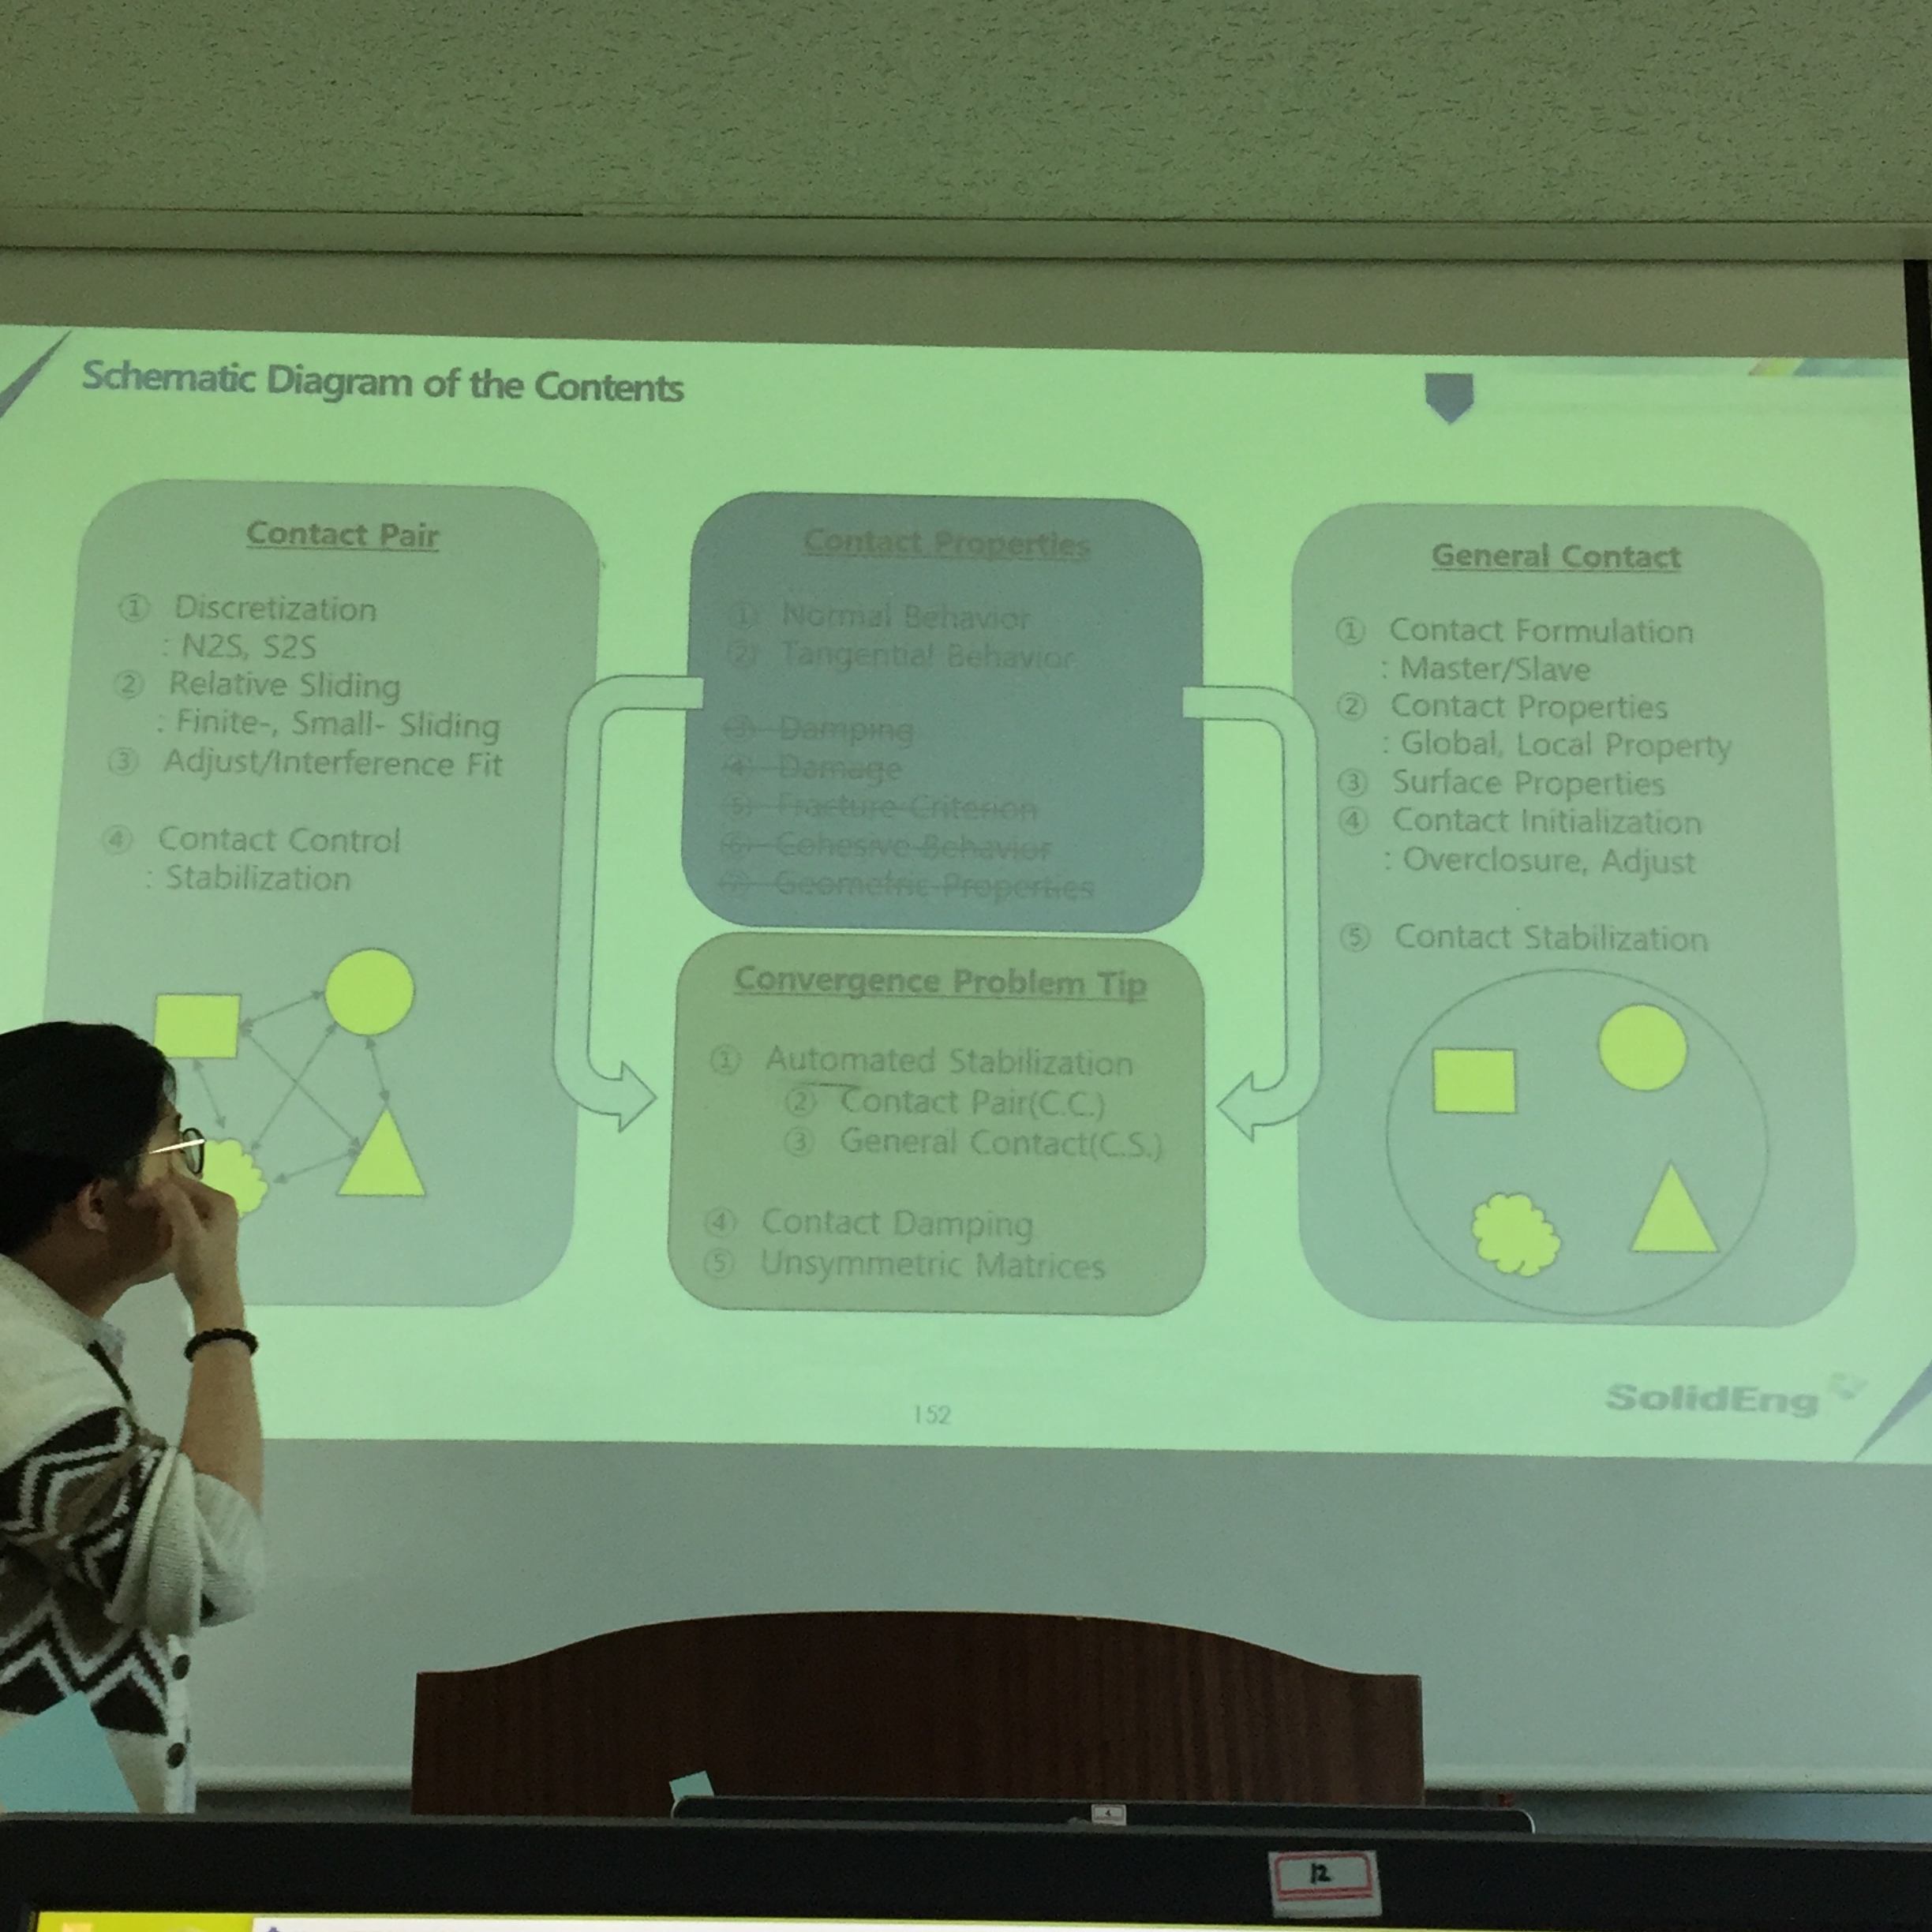 Schematic Diagram of the Contents
Contact Pair
① Discretization
: N2S, S2S
② Relative Sliding
: Finite-, Small- Sliding
③ Adjust/Interference Fit
④ Contact Control
: Stabilization
Contact Properties
① Normal Behavior
② Tangential Behavior
③ Damping
④ Damage
⑤ Fracture Criterion
⑥ Cohesive Behavior
⑦ Geometric Properties
Convergence Problem Tip
① Automated Stabilization
② Contact Pair(C.C.)
③ General Contact(C.S.)
④ Contact Damping
⑤ Unsymmetric Matrices
General Contact
① Contact Formulation
: Master/Slave
② Contact Properties
: Global, Local Property
③ Surface Properties
④ Contact Initialization
: Overclosure, Adjust
⑤ Contact Stabilization
152
SolidEng
4
12